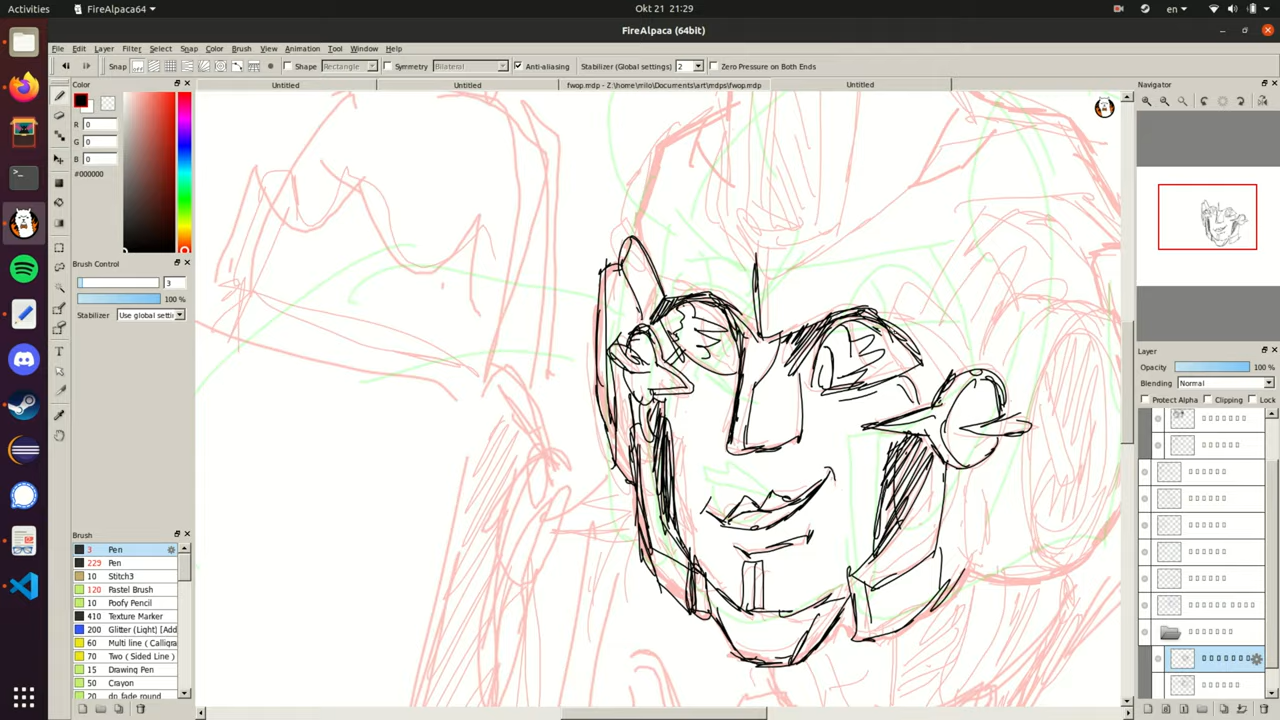 Activities FireAlpaca64 Okt 21 21:29 en
FireAlpaca (64bit)
File Edit Layer Filter Select Snap Color Brush View Animation Tool Window Help
Snap Shape Rectangle Symmetry Bilateral Anti-aliasing Stabilizer (Global settings) 2 Zero Pressure on Both Ends
Color
Untitled Untitled fwop.mdp - Z:\home\milo\Documents\art\mdps\fwop.mdp Untitled
Navigator
R 0
G 0
B 0
#000000
Brush Control
3
100 %
Stabilizer Use global setti
Layer
Opacity 100 %
Blending Normal
Protect Alpha Clipping Lock
Brush
3 Pen
229 Pen
10 Stitch3
120 Pastel Brush
10 Poofy Pencil
410 Texture Marker
200 Glitter (Light) [Add
60 Multi line ( Calligra
70 Two ( Sided Line )
15 Drawing Pen
50 Crayon
20 dp fade round